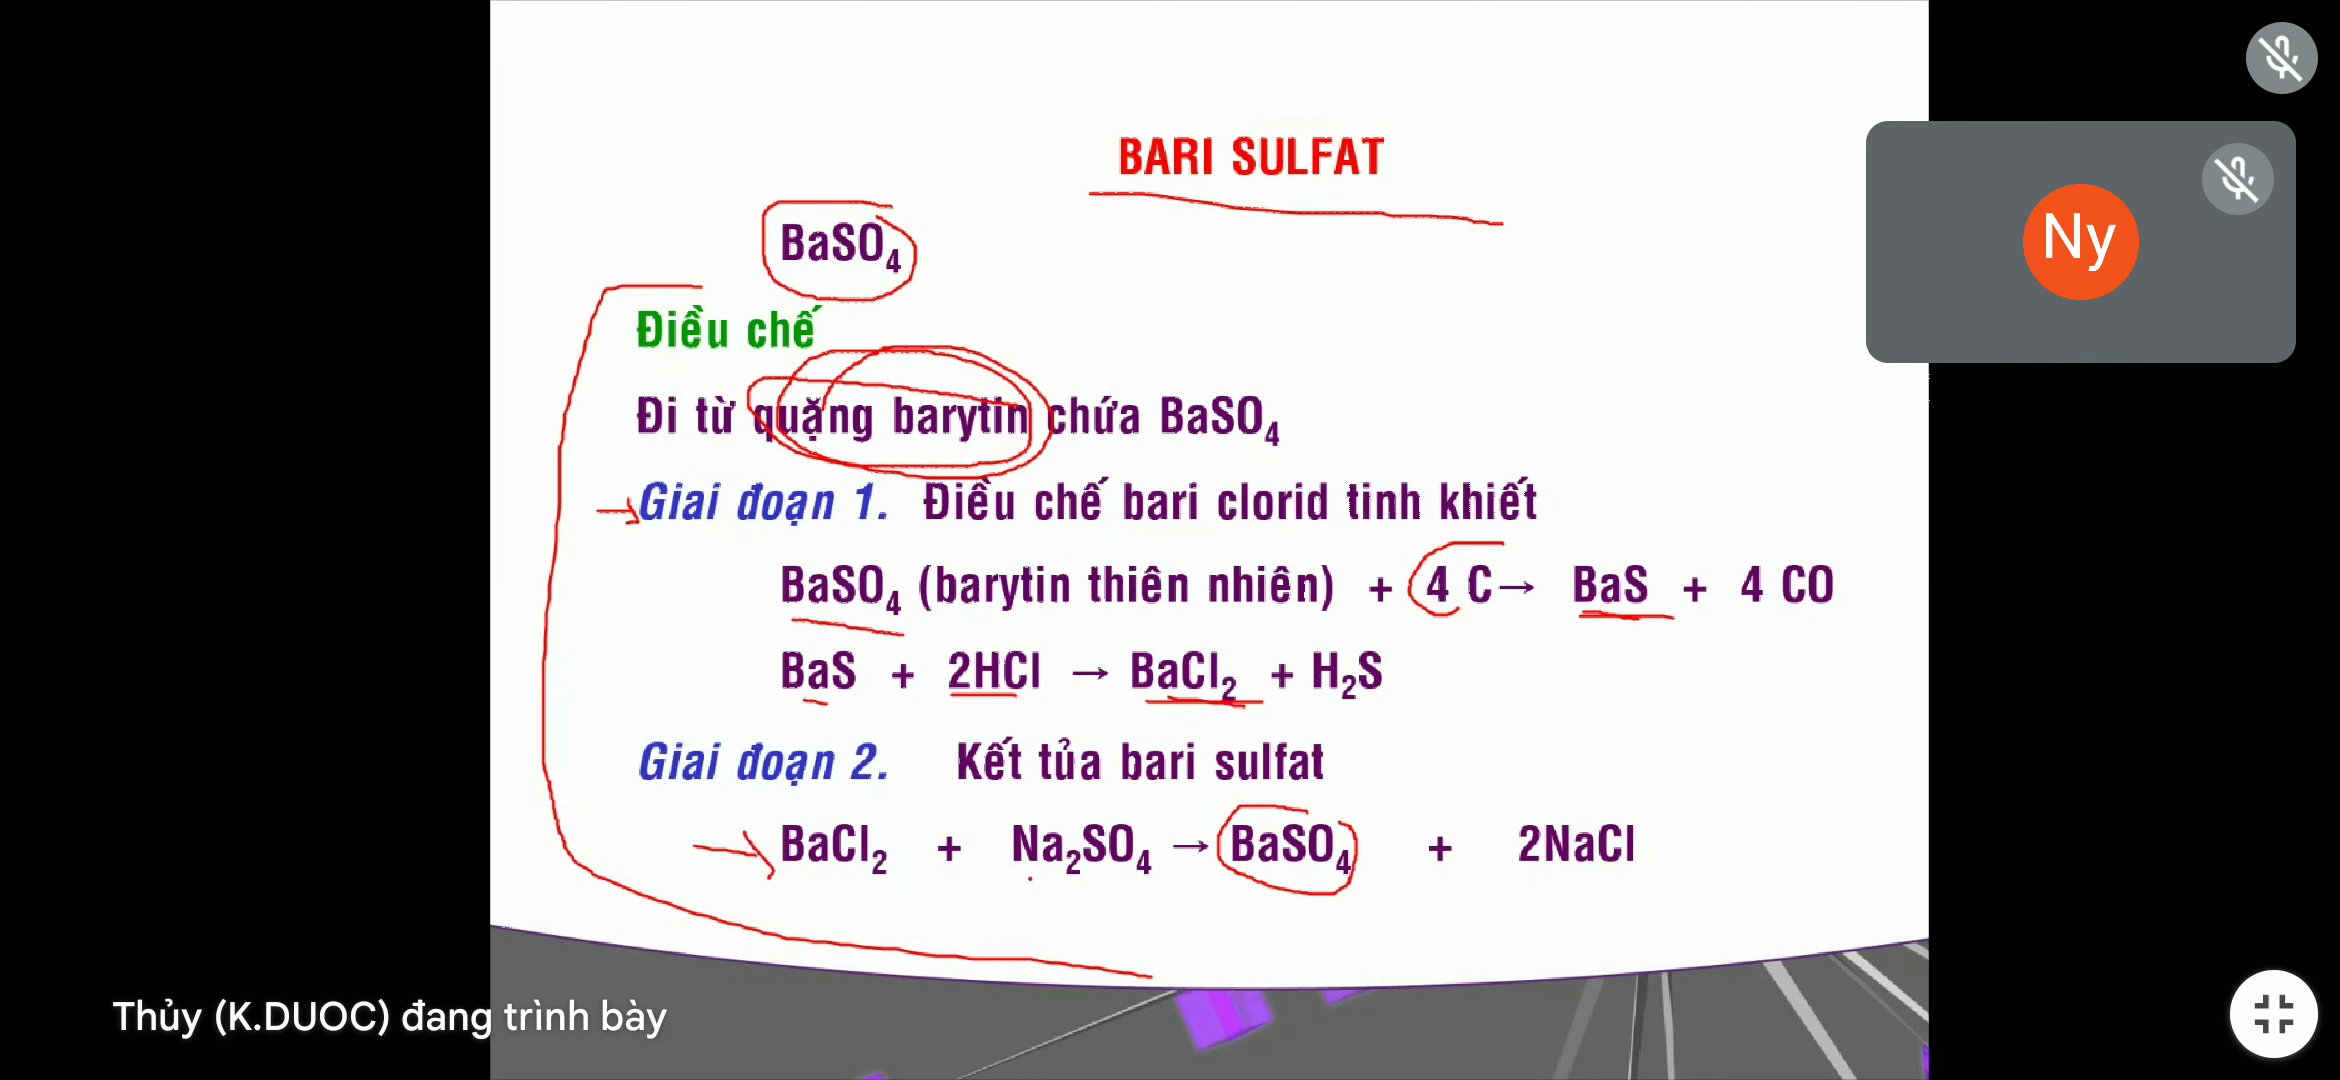 BARI SULFAT
BaSO₄
Điều chế
Đi từ quặng barytin chứa BaSO₄
Giai đoạn 1. Điều chế bari clorid tinh khiết
BaSO₄ (barytin thiên nhiên) + 4 C → BaS + 4 CO
BaS + 2HCl → BaCl₂ + H₂S
Giai đoạn 2. Kết tủa bari sulfat
BaCl₂ + Na₂SO₄ → BaSO₄ + 2NaCl
Ny
Thủy (K.DUOC) đang trình bày